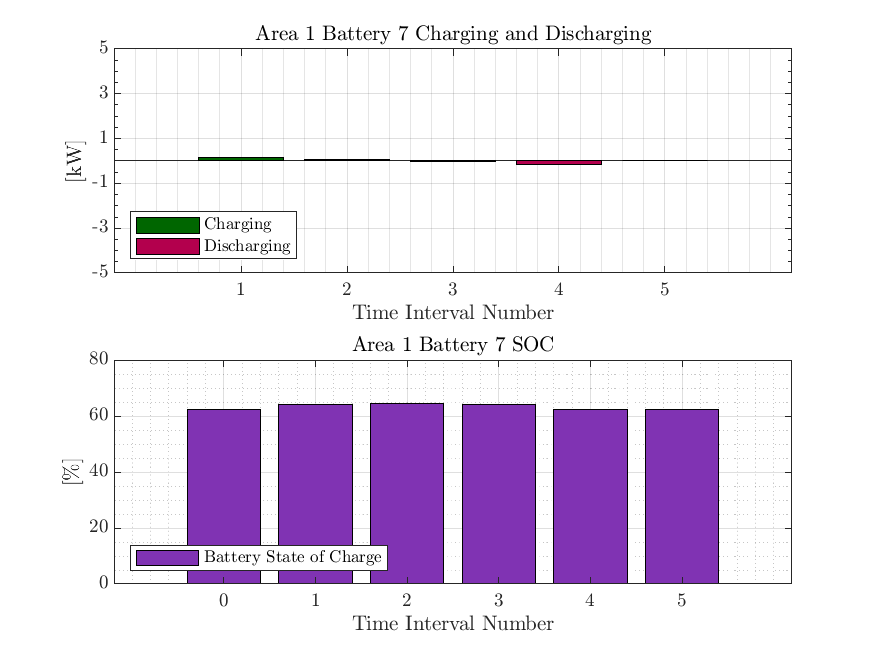 Area 1 Battery 7 Charging and Discharging
5
3
1
-1
-3
-5
[kW]
Charging
Discharging
1 2 3 4 5
Time Interval Number
Area 1 Battery 7 SOC
80
60
40
20
0
[%]
Battery State of Charge
0 1 2 3 4 5
Time Interval Number